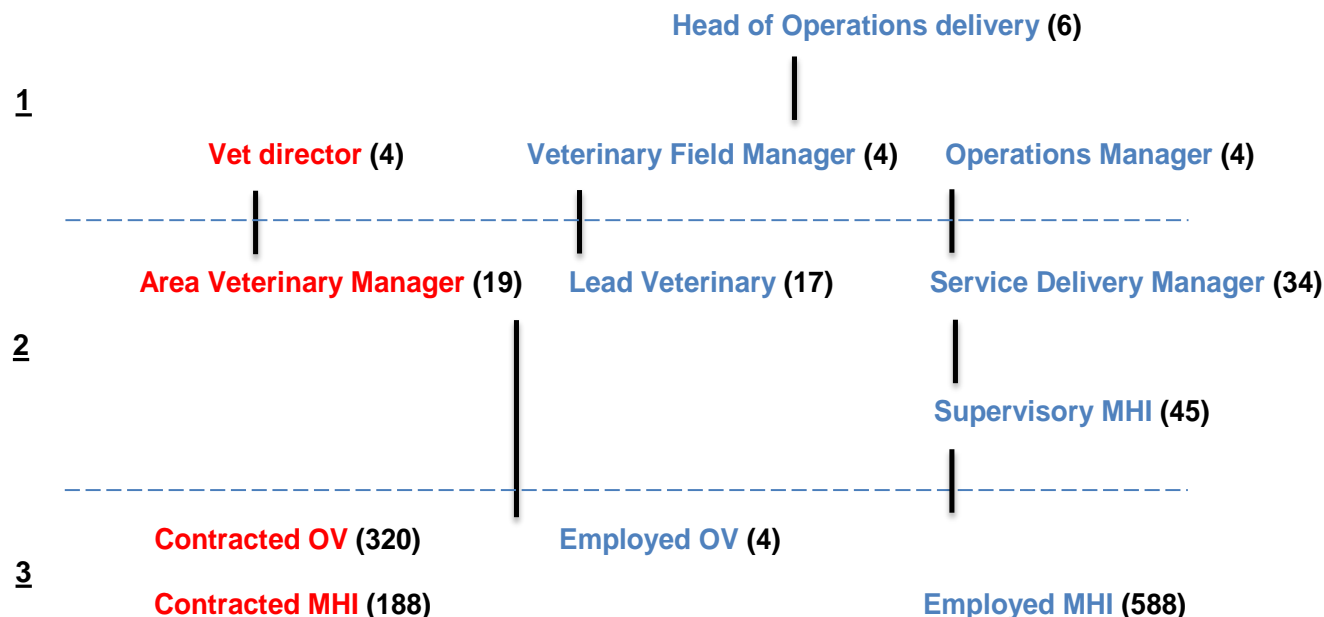 Head of Operations delivery (6)
1
Vet director (4) Veterinary Field Manager (4) Operations Manager (4)
Area Veterinary Manager (19) Lead Veterinary (17) Service Delivery Manager (34)
2
Supervisory MHI (45)
Contracted OV (320) Employed OV (4)
3
Contracted MHI (188) Employed MHI (588)